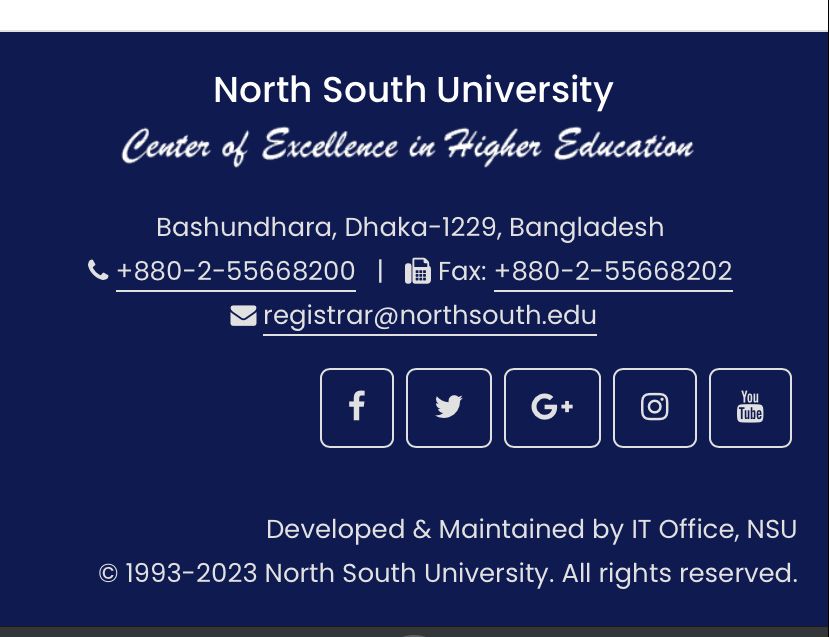 North South University
Center of Excellence in Higher Education
Bashundhara, Dhaka-1229, Bangladesh
+880-2-55668200 | Fax: +880-2-55668202
registrar@northsouth.edu
f G+ You Tube
Developed & Maintained by IT Office, NSU
© 1993-2023 North South University. All rights reserved.